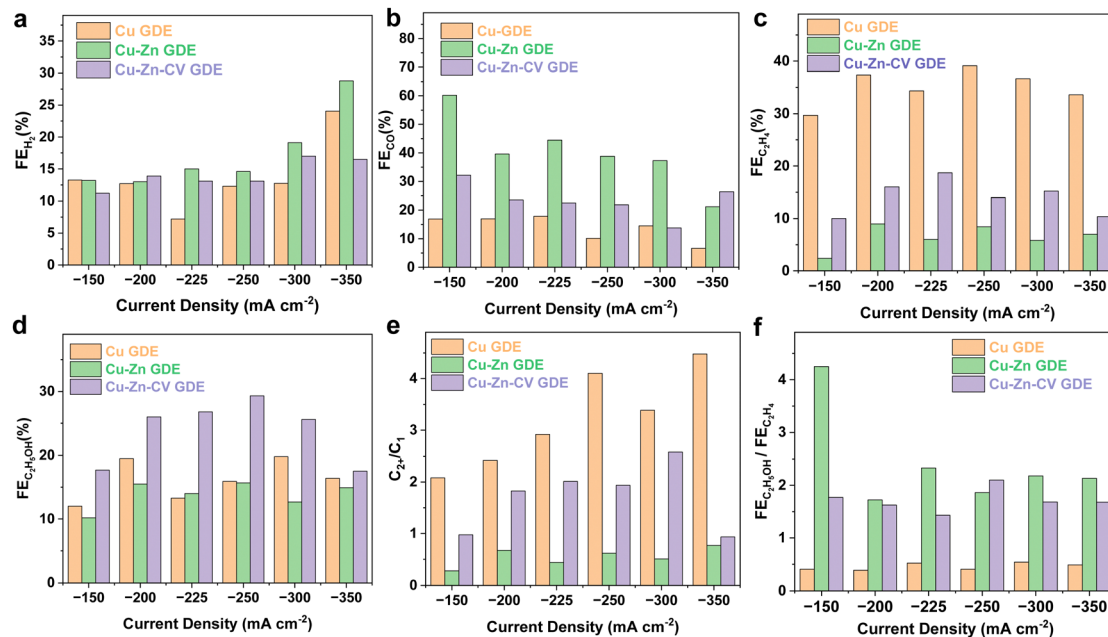 a
FE_H2(%)
35
30
25
20
15
10
5
0
Cu GDE
Cu-Zn GDE
Cu-Zn-CV GDE
−150 −200 −225 −250 −300 −350
Current Density (mA cm⁻²)
b
FE_CO(%)
90
80
70
60
50
40
30
20
10
0
Cu-GDE
Cu-Zn GDE
Cu-Zn-CV GDE
−150 −200 −225 −250 −300 −350
Current Density (mA cm⁻²)
c
FE_C2H4(%)
40
30
20
10
0
Cu GDE
Cu-Zn GDE
Cu-Zn-CV GDE
−150 −200 −225 −250 −300 −350
Current Density (mA cm⁻²)
d
FE_C2H5OH(%)
30
20
10
0
Cu GDE
Cu-Zn GDE
Cu-Zn-CV GDE
−150 −200 −225 −250 −300 −350
Current Density (mA cm⁻²)
e
C2+/C1
4
3
2
1
0
Cu GDE
Cu-Zn GDE
Cu-Zn-CV GDE
−150 −200 −225 −250 −300 −350
Current Density (mA cm⁻²)
f
FE_C2H5OH / FE_C2H4
4
3
2
1
0
Cu GDE
Cu-Zn GDE
Cu-Zn-CV GDE
−150 −200 −225 −250 −300 −350
Current Density (mA cm⁻²)